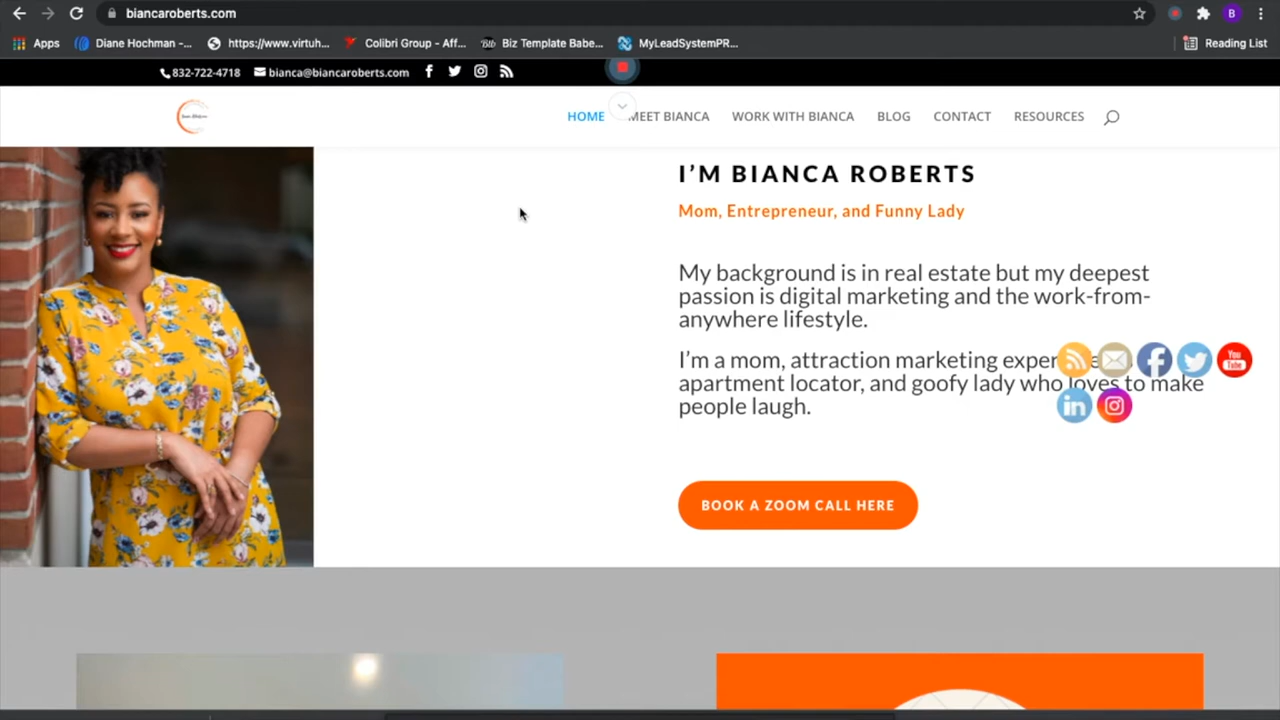 biancaroberts.com
B
Apps
Diane Hochman -...
https://www.virtuh...
Colibri Group - Aff...
Biz Template Babe...
MyLeadSystemPR...
Reading List
832-722-4718
bianca@biancaroberts.com
HOME
MEET BIANCA
WORK WITH BIANCA
BLOG
CONTACT
RESOURCES
I'M BIANCA ROBERTS
Mom, Entrepreneur, and Funny Lady
My background is in real estate but my deepest
passion is digital marketing and the work-from-
anywhere lifestyle.
I'm a mom, attraction marketing
apartment locator, and goofy lady who loves to make
people laugh.
You
Tube
in
BOOK A ZOOM CALL HERE